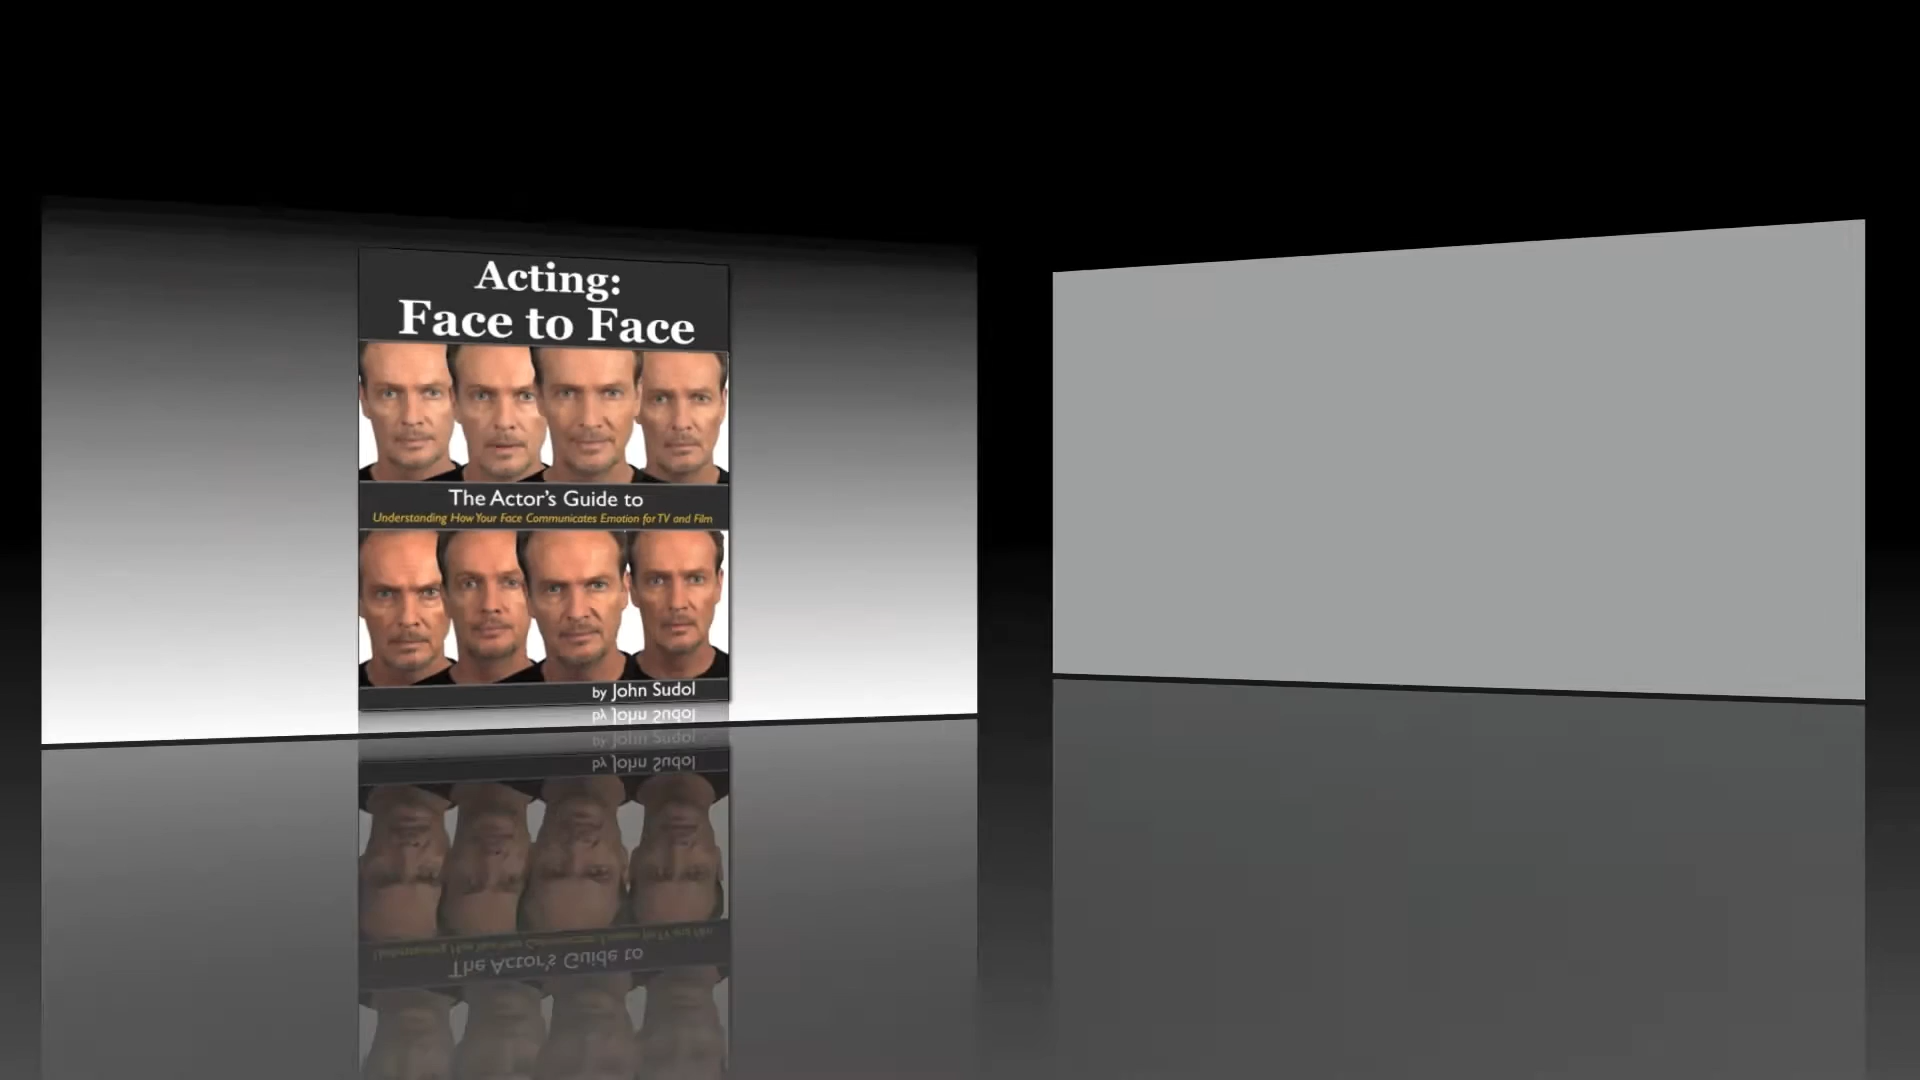 Acting:
Face to Face
The Actor's Guide to
Understanding How Your Face Communicates Emotion for TV and Film
by John Sudol